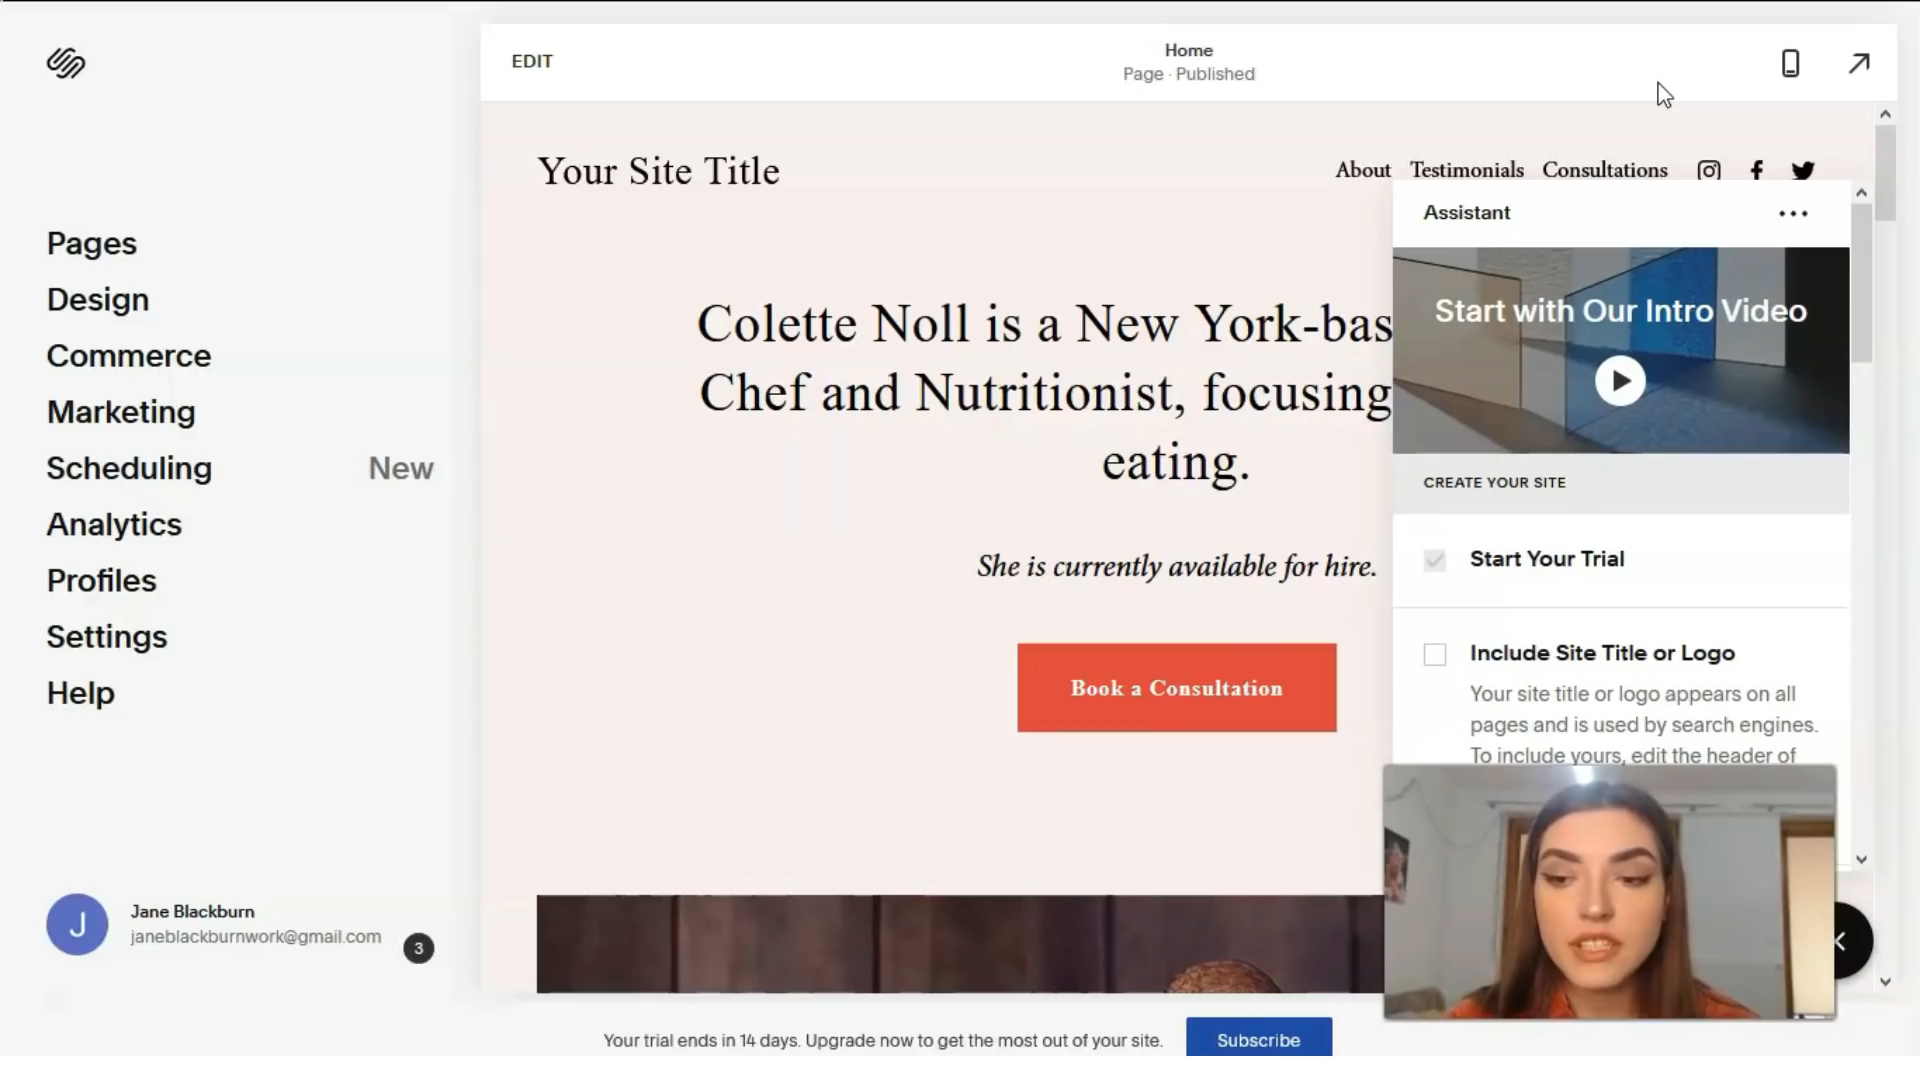 EDIT
Home
Page · Published
Your Site Title
About Testimonials Consultations
Assistant
Start with Our Intro Video
Pages
Design
Commerce
Marketing
Scheduling New
Analytics
Profiles
Settings
Help
Colette Noll is a New York-bas
Chef and Nutritionist, focusing
eating.
She is currently available for hire.
Book a Consultation
CREATE YOUR SITE
Start Your Trial
Include Site Title or Logo
Your site title or logo appears on all
pages and is used by search engines.
To include yours, edit the header of
J
Jane Blackburn
janeblackburnwork@gmail.com
3
Your trial ends in 14 days. Upgrade now to get the most out of your site.
Subscribe